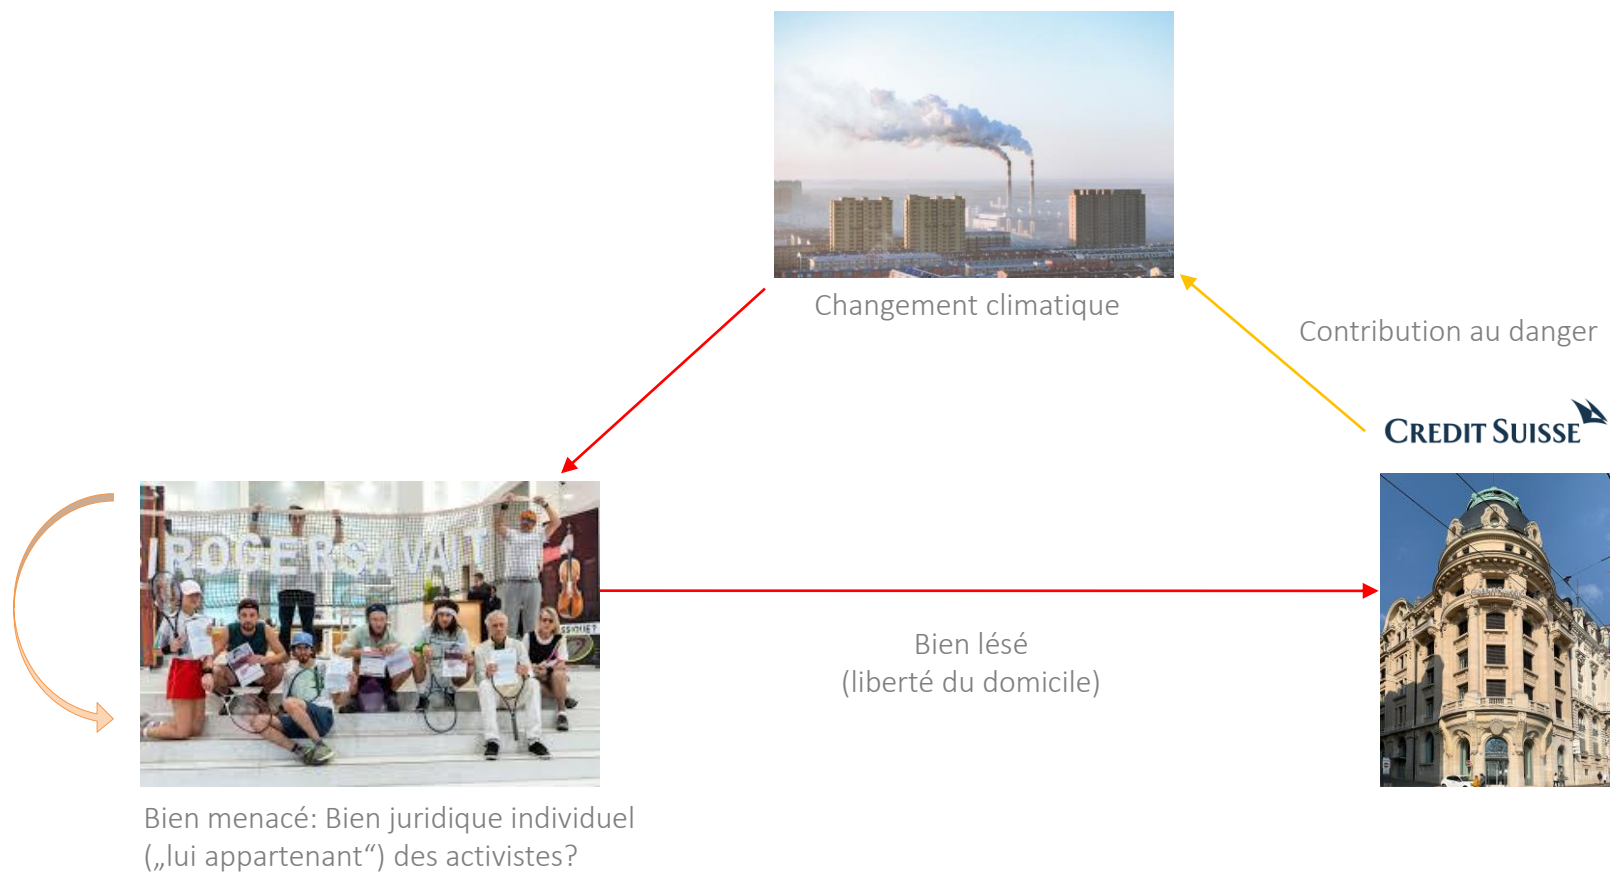 Changement climatique
Contribution au danger
CREDIT SUISSE
ROGERSAVAIT
SSIQUE?
Bien lésé
(liberté du domicile)
Bien menacé: Bien juridique individuel
(„lui appartenant“) des activistes?